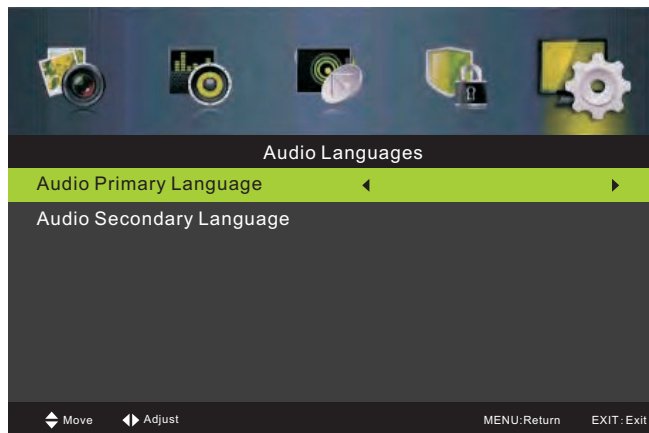 Audio Languages
Audio Primary Language
Audio Secondary Language
Move Adjust MENU:Return EXIT:Exit